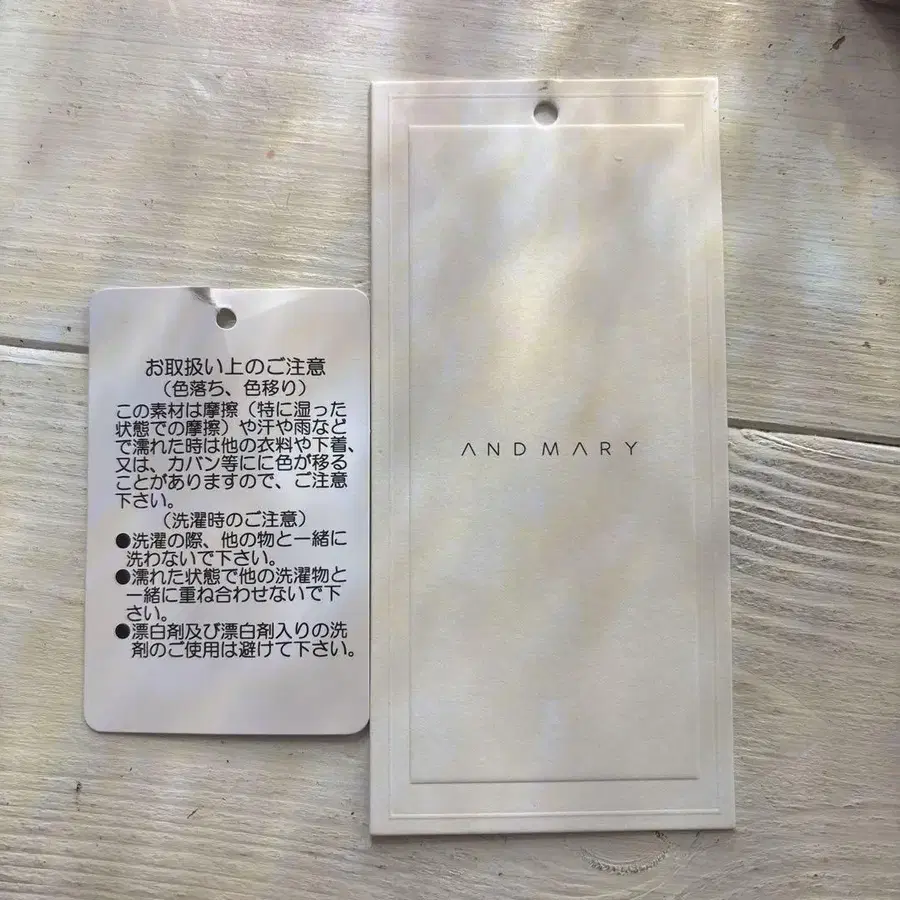 お取扱い上のご注意
（色落ち、色移り）
この素材は摩擦（特に湿った
状態での摩擦）や汗や雨など
で濡れた時は他の衣料や下着、
又は、カバン等にに色が移る
ことがありますので、ご注意
下さい。
（洗濯時のご注意）
●洗濯の際、他の物と一緒に
洗わないで下さい。
●濡れた状態で他の洗濯物と
一緒に重ね合わせないで下
さい。
●漂白剤及び漂白剤入りの洗
剤のご使用は避けて下さい。
ANDMARY